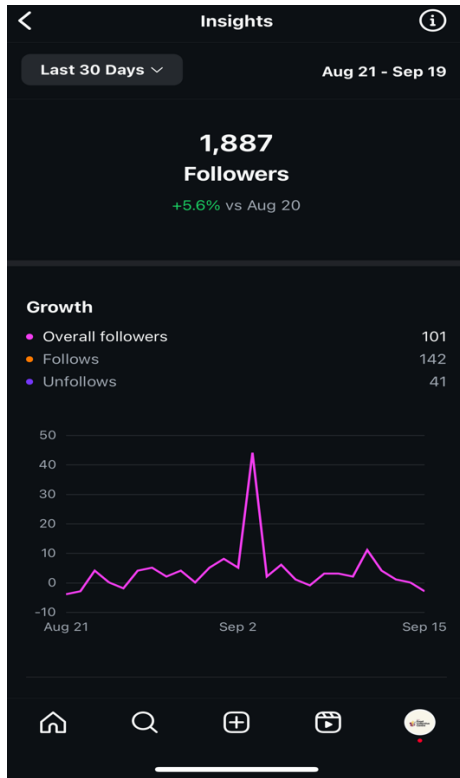 Insights
Last 30 Days Aug 21 - Sep 19
1,887
Followers
+5.6% vs Aug 20
Growth
Overall followers 101
Follows 142
Unfollows 41
50
40
30
20
10
0
-10
Aug 21 Sep 2 Sep 15